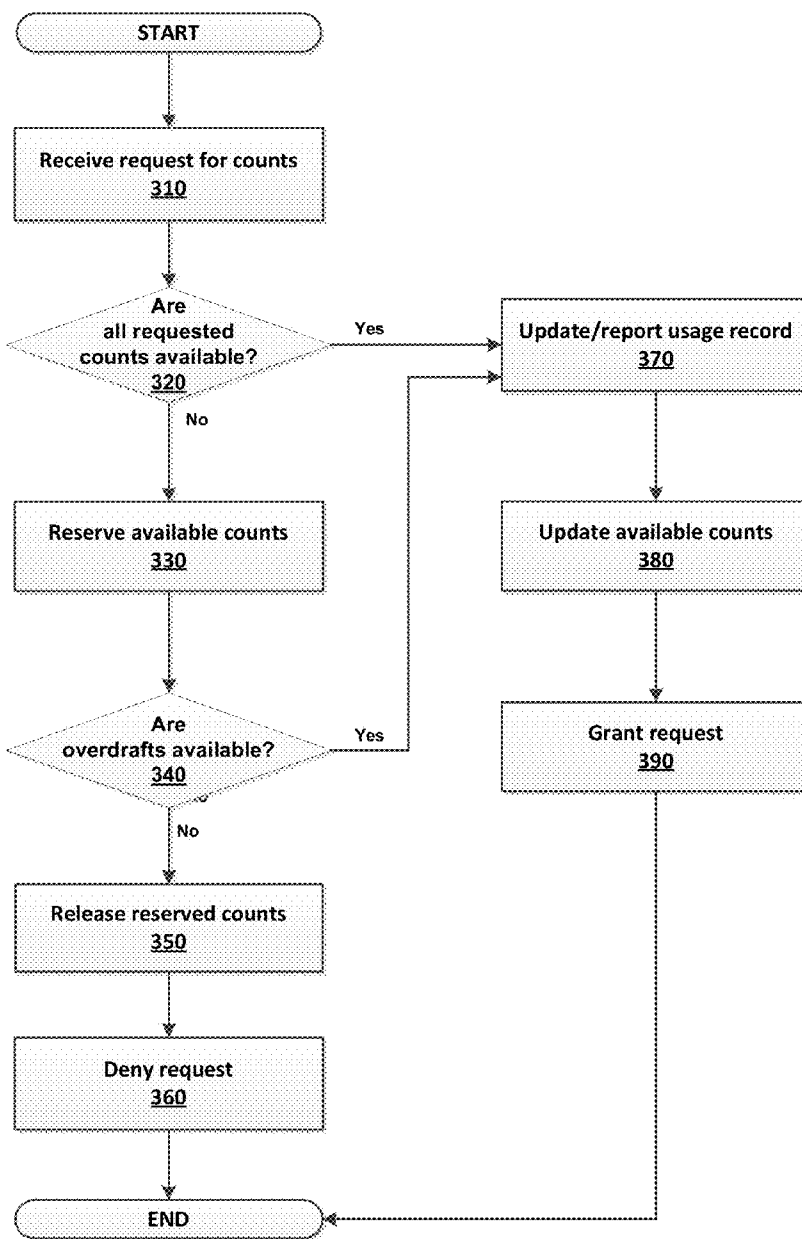 START
Receive request for counts
310
Are
all requested
counts available?
320
Yes
No
Reserve available counts
330
Are
overdrafts available?
340
Yes
No
Release reserved counts
350
Deny request
360
END
Update/report usage record
370
Update available counts
380
Grant request
390